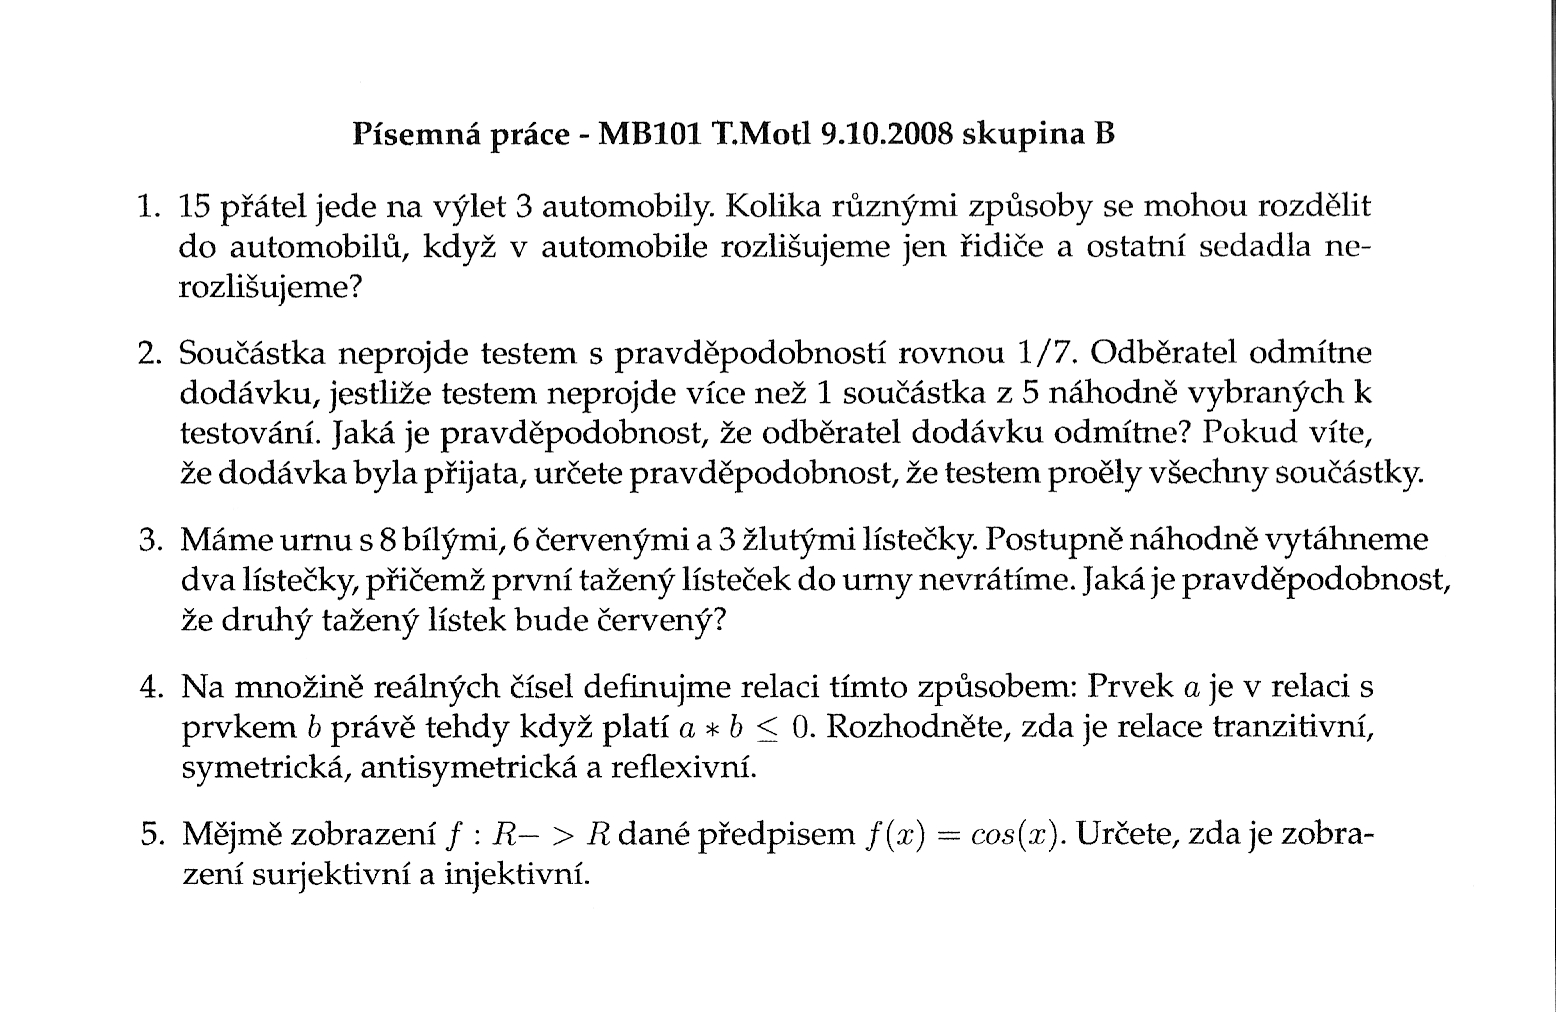 Písemná práce - MB101 T.Motl 9.10.2008 skupina B
1. 15 přátel jede na výlet 3 automobily. Kolika různými způsoby se mohou rozdělit
do automobilů, když v automobile rozlišujeme jen řidiče a ostatní sedadla ne-
rozlišujeme?
2. Součástka neprojde testem s pravděpodobností rovnou 1/7. Odběratel odmítne
dodávku, jestliže testem neprojde více než 1 součástka z 5 náhodně vybraných k
testování. Jaká je pravděpodobnost, že odběratel dodávku odmítne? Pokud víte,
že dodávka byla přijata, určete pravděpodobnost, že testem proěly všechny součástky.
3. Máme urnu s 8 bílými, 6 červenými a 3 žlutými lístečky. Postupně náhodně vytáhneme
dva lístečky, přičemž první tažený lísteček do urny nevrátíme. Jaká je pravděpodobnost,
že druhý tažený lístek bude červený?
4. Na množině reálných čísel definujme relaci tímto způsobem: Prvek a je v relaci s
prvkem b právě tehdy když platí a * b ≤ 0. Rozhodněte, zda je relace tranzitivní,
symetrická, antisymetrická a reflexivní.
5. Mějmě zobrazení f : R− > R dané předpisem f(x) = cos(x). Určete, zda je zobra-
zení surjektivní a injektivní.